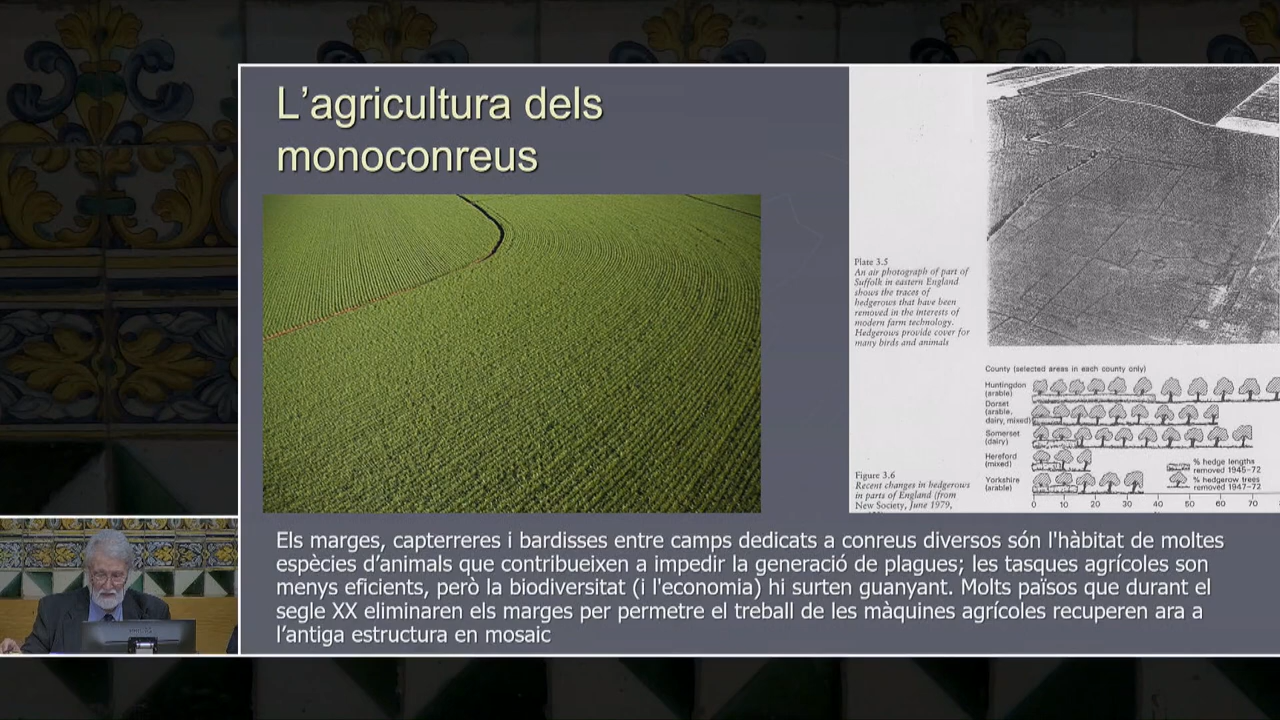 L’agricultura dels
monoconreus
Plate 3.5
An air photograph of part of
Suffolk in eastern England
shows the traces of
hedgerows that have been
removed in the interests of
modern farm technology.
Hedgerows provide cover for
many birds and animals
County (selected areas in each county only)
Huntingdon
(arable)
Dorset
(arable,
dairy, mixed)
Somerset
(dairy)
Hereford
(mixed)
Yorkshire
(arable)
% hedge lengths
removed 1945-72
% hedgerow trees
removed 1947-72
0 10 20 30 40 50 60 70
Figure 3.6
Recent changes in hedgerows
in parts of England (from
New Society, June 1979,
Els marges, capterreres i bardisses entre camps dedicats a conreus diversos són l'hàbitat de moltes
espècies d’animals que contribueixen a impedir la generació de plagues; les tasques agrícoles son
menys eficients, però la biodiversitat (i l'economia) hi surten guanyant. Molts països que durant el
segle XX eliminaren els marges per permetre el treball de les màquines agrícoles recuperen ara a
l’antiga estructura en mosaic